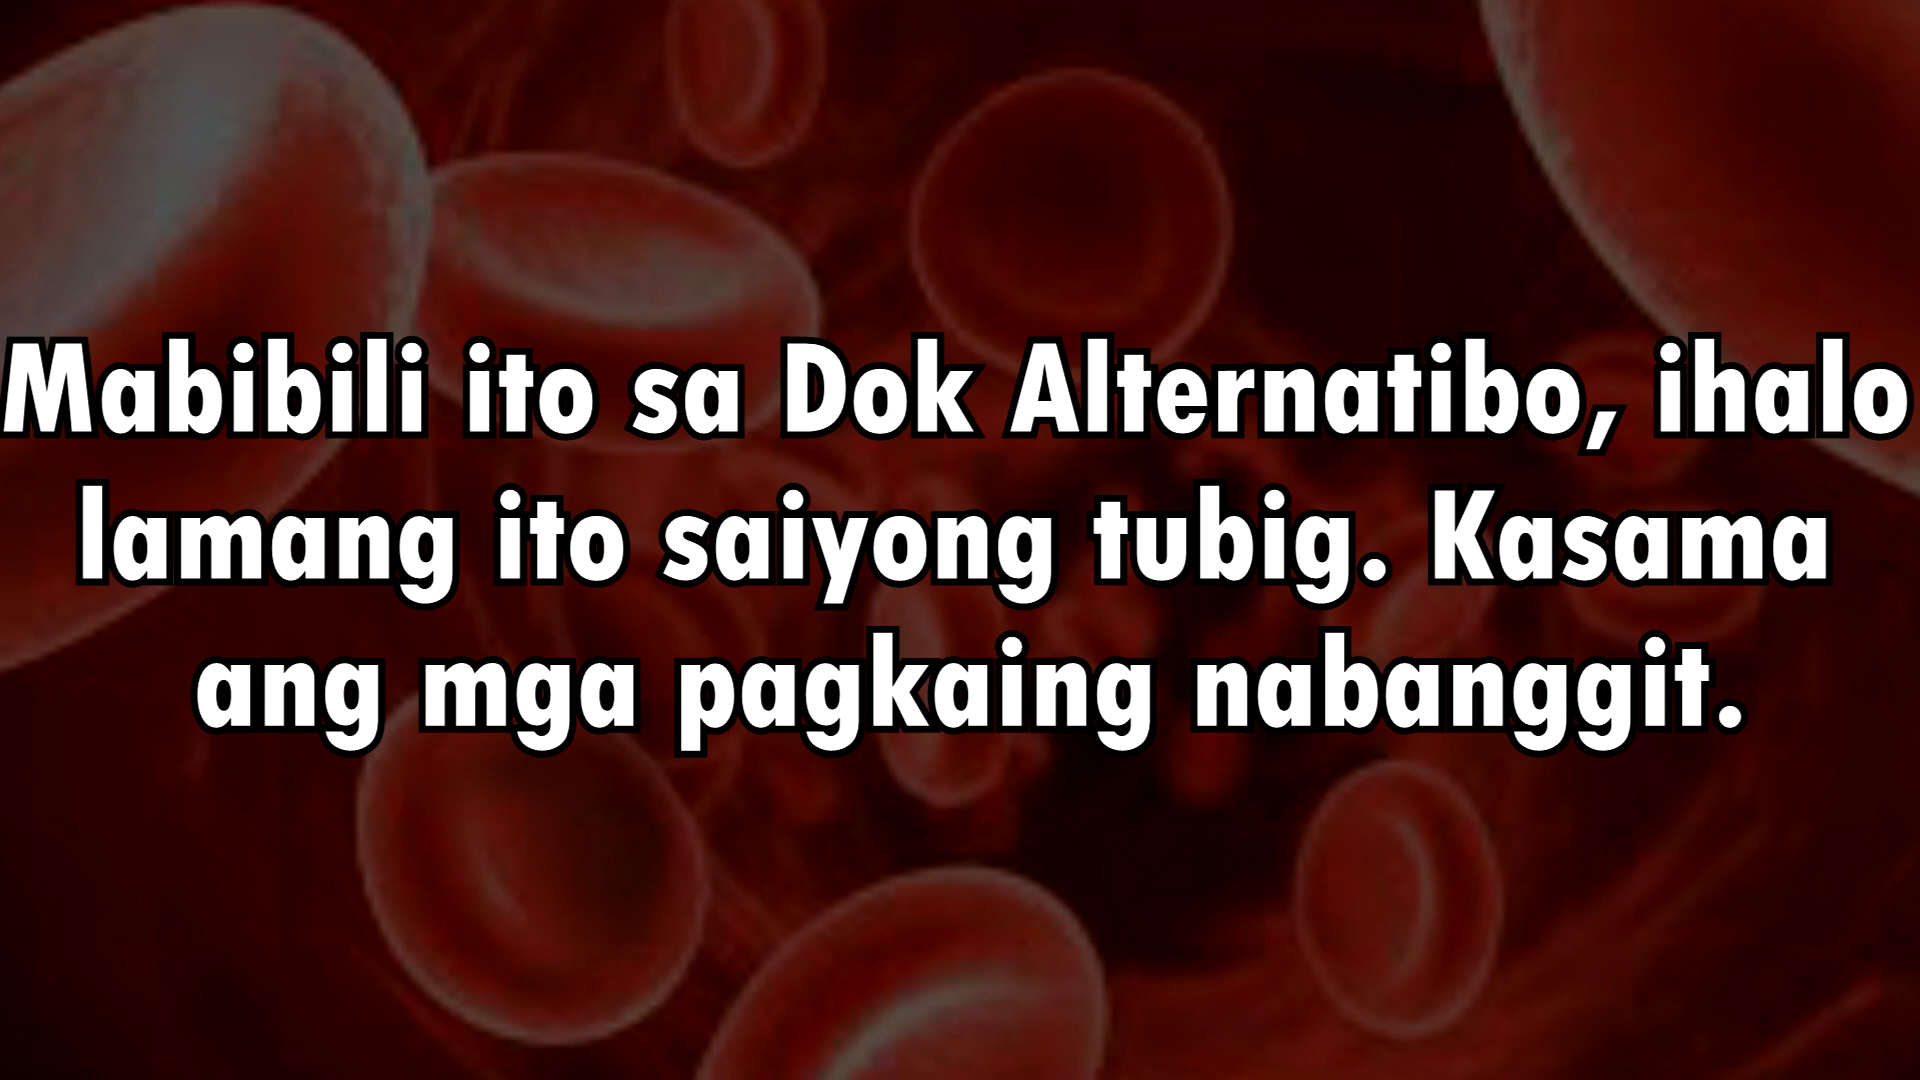 Mabibili ito sa Dok Alternatibo, ihalo
lamang ito saiyong tubig. Kasama
ang mga pagkaing nabanggit.